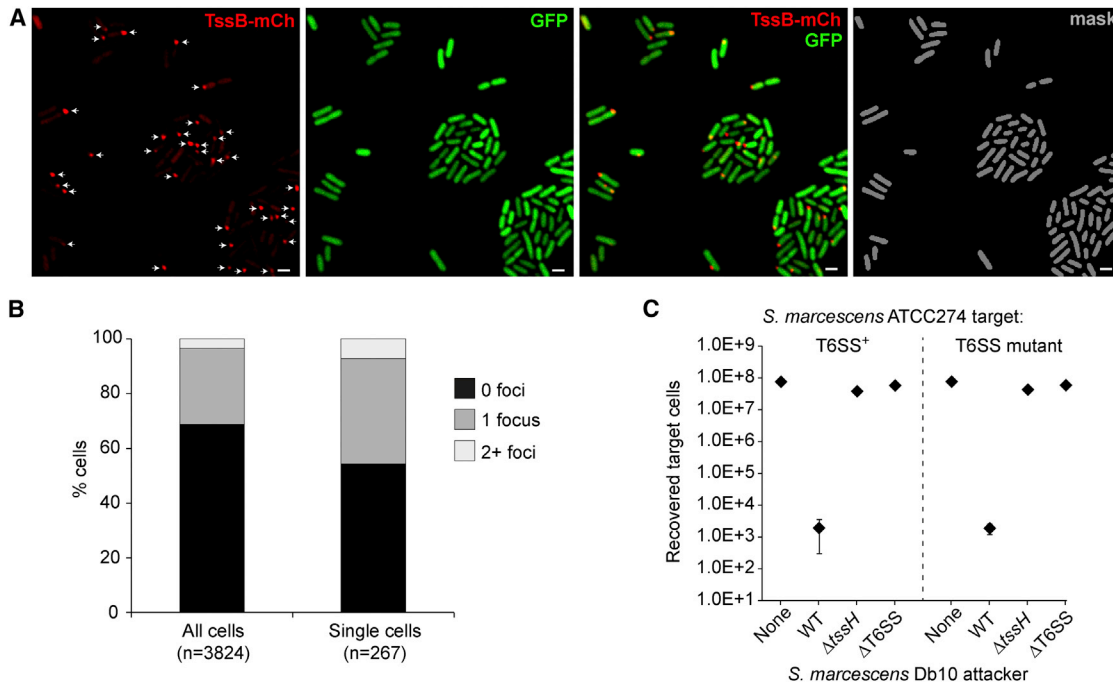 A
TssB-mCh
GFP
TssB-mCh
GFP
mask
B
% cells
100
80
60
40
20
0
0 foci
1 focus
2+ foci
All cells
(n=3824)
Single cells
(n=267)
C
S. marcescens ATCC274 target:
T6SS⁺
T6SS mutant
Recovered target cells
1.0E+9
1.0E+8
1.0E+7
1.0E+6
1.0E+5
1.0E+4
1.0E+3
1.0E+2
1.0E+1
None
WT
ΔtssH
ΔT6SS
None
WT
ΔtssH
ΔT6SS
S. marcescens Db10 attacker